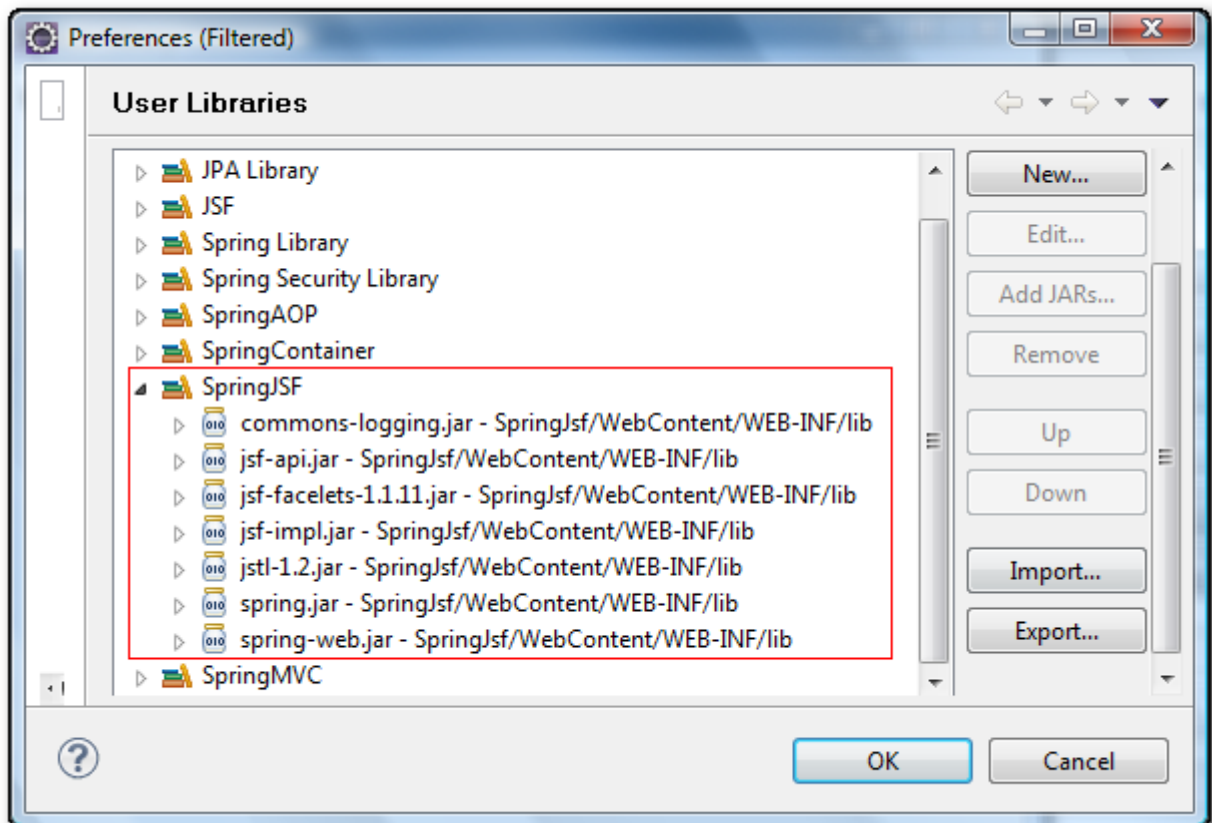 Preferences (Filtered)
User Libraries
JPA Library
JSF
Spring Library
Spring Security Library
SpringAOP
SpringContainer
SpringJSF
commons-logging.jar - SpringJsf/WebContent/WEB-INF/lib
jsf-api.jar - SpringJsf/WebContent/WEB-INF/lib
jsf-facelets-1.1.11.jar - SpringJsf/WebContent/WEB-INF/lib
jsf-impl.jar - SpringJsf/WebContent/WEB-INF/lib
jstl-1.2.jar - SpringJsf/WebContent/WEB-INF/lib
spring.jar - SpringJsf/WebContent/WEB-INF/lib
spring-web.jar - SpringJsf/WebContent/WEB-INF/lib
SpringMVC
New...
Edit...
Add JARs...
Remove
Up
Down
Import...
Export...
OK
Cancel